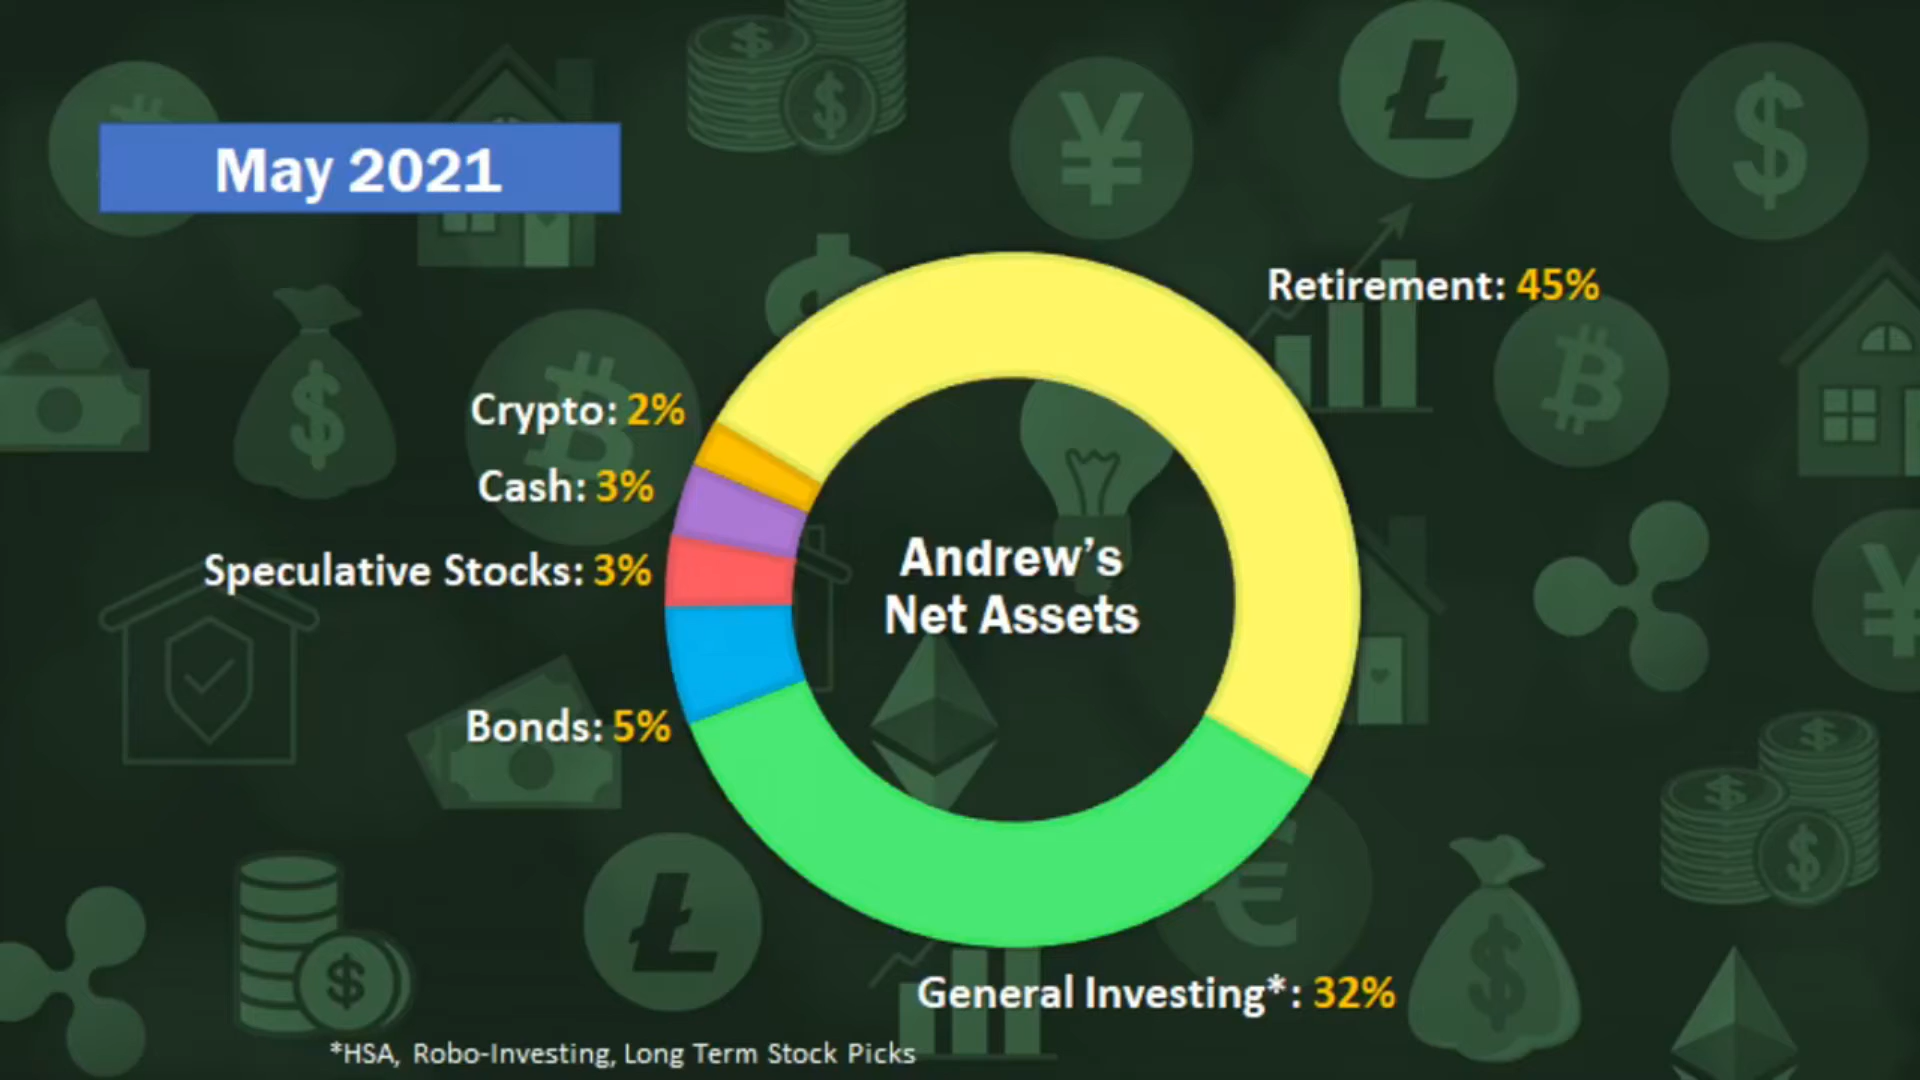 May 2021
Retirement: 45%
Crypto: 2%
Cash: 3%
Speculative Stocks: 3%
Andrew’s
Net Assets
Bonds: 5%
General Investing*: 32%
*HSA, Robo-Investing, Long Term Stock Picks